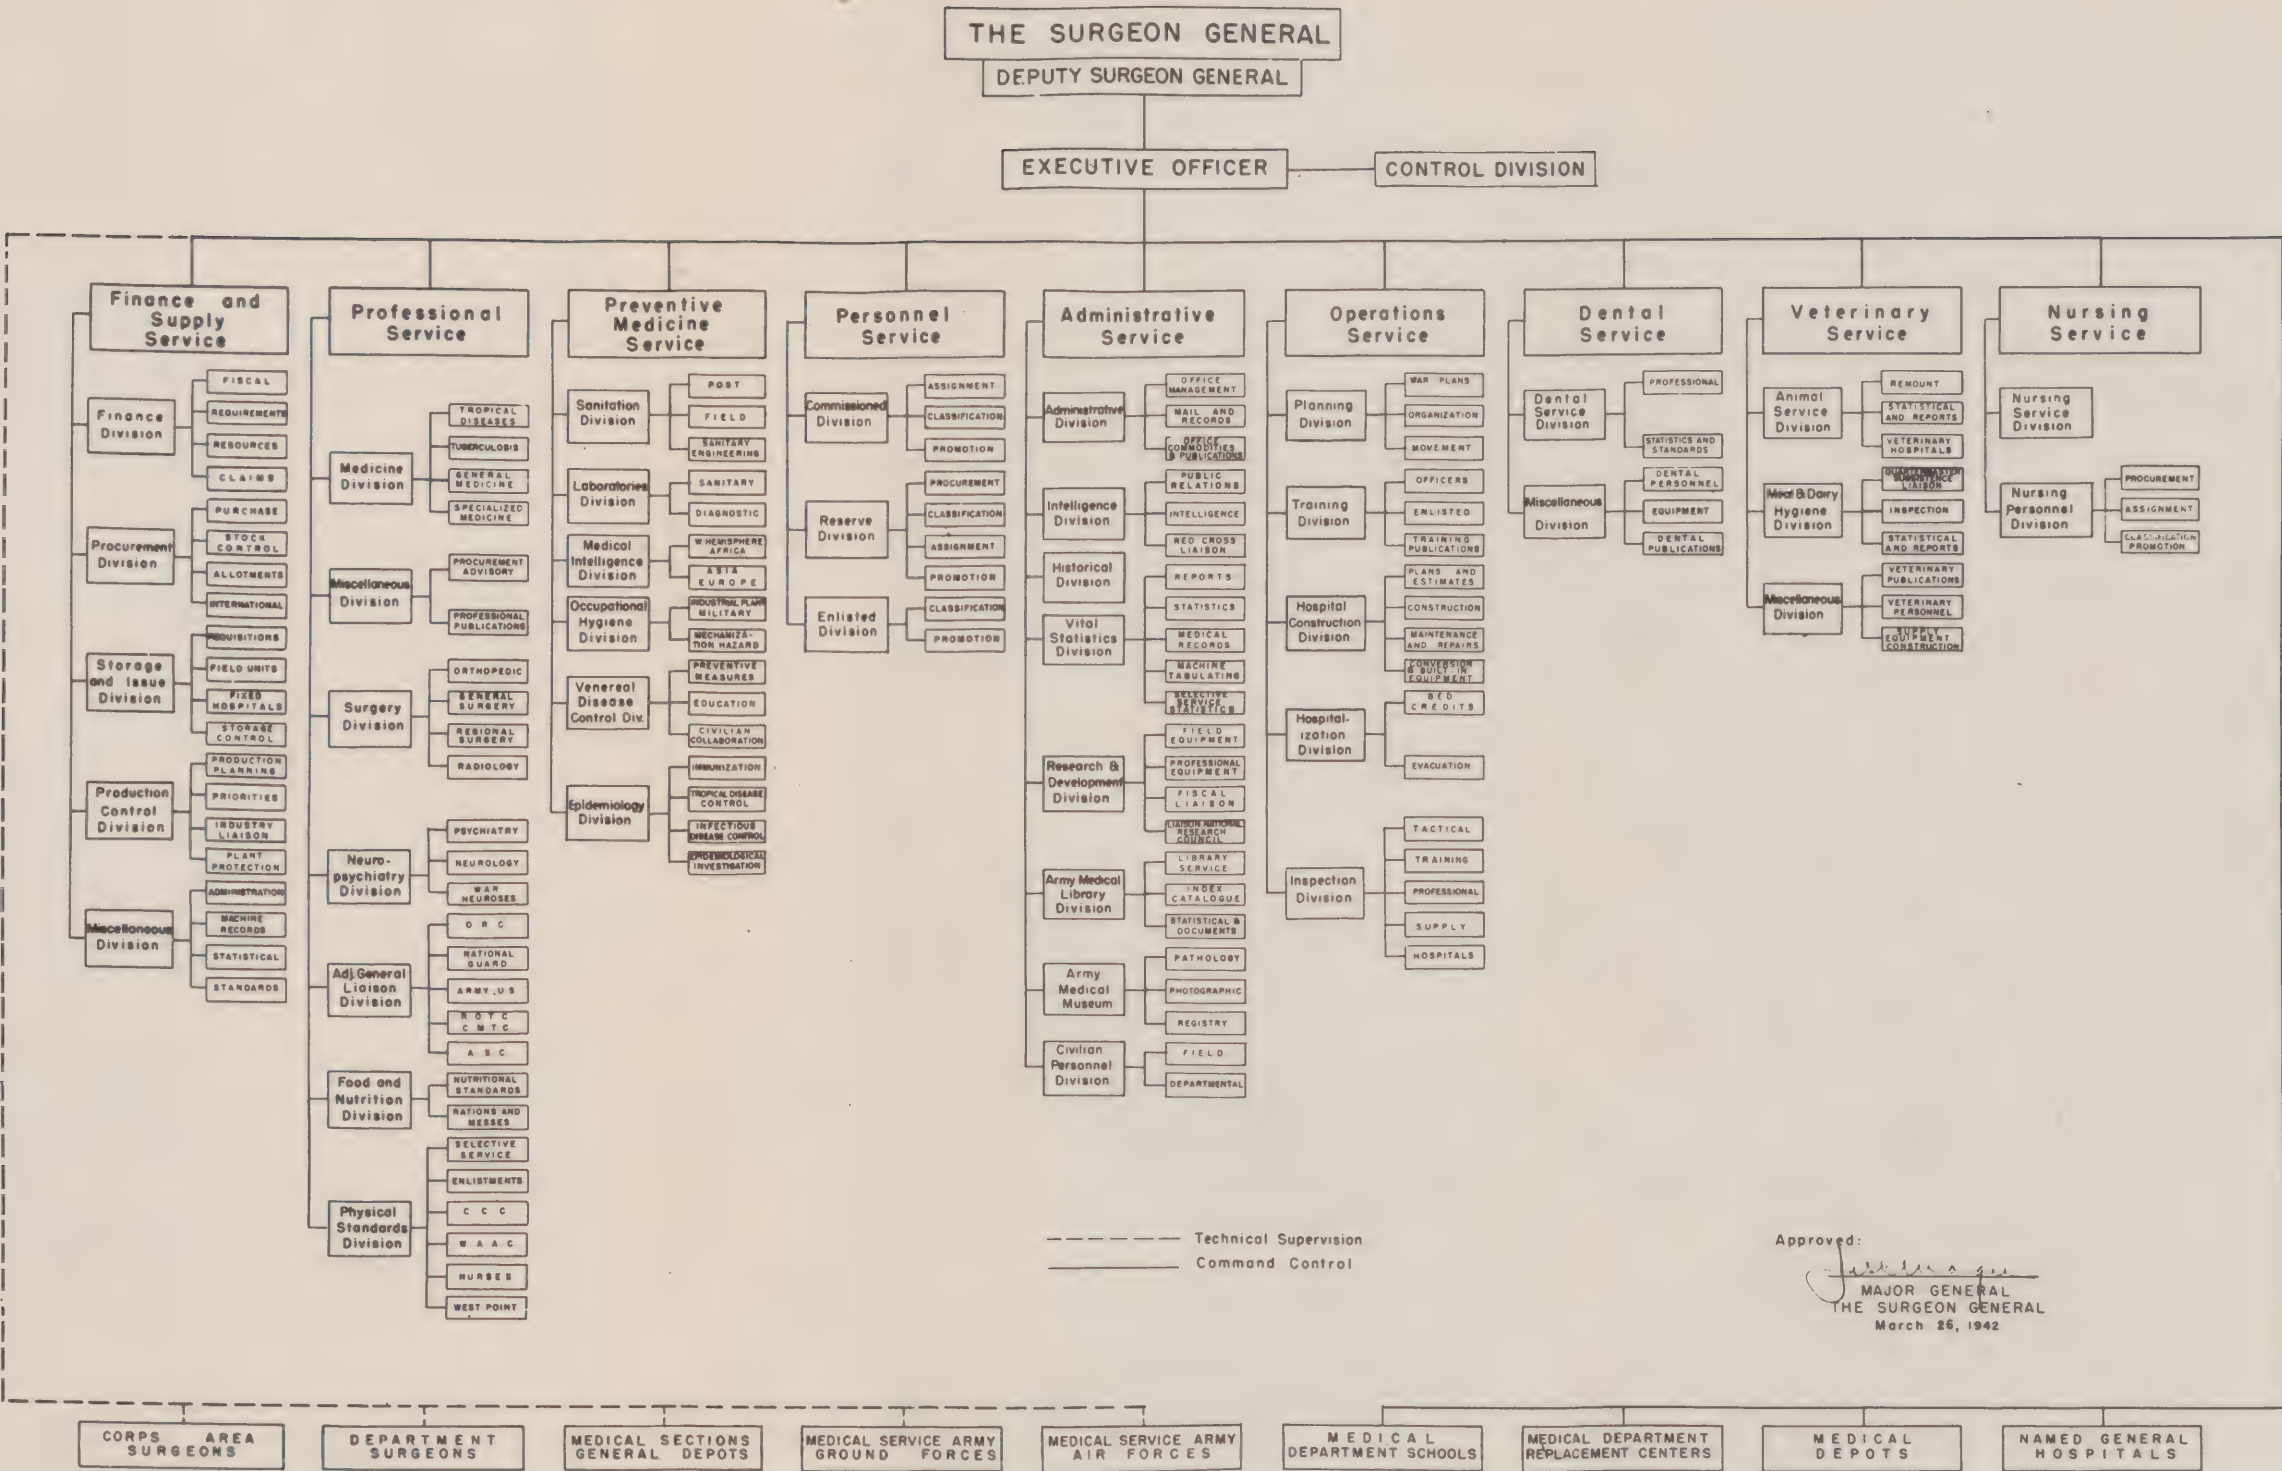 THE SURGEON GENERAL
DEPUTY SURGEON GENERAL
EXECUTIVE OFFICER
CONTROL DIVISION
Finance and
Supply
Service
Finance
Division
FISCAL
REQUIREMENTS
RESOURCES
CLAIMS
Procurement
Division
PURCHASE
STOCK
CONTROL
ALLOTMENTS
INTERNATIONAL
Storage
and Issue
Division
REQUISITIONS
FIELD UNITS
FIXED
HOSPITALS
STORAGE
CONTROL
Production
Control
Division
PRODUCTION
PLANNING
PRIORITIES
INDUSTRY
LIAISON
PLANT
PROTECTION
Miscellaneous
Division
ADMINISTRATION
MACHINE
RECORDS
STATISTICAL
STANDARDS
Professional
Service
Medicine
Division
TROPICAL
DISEASES
TUBERCULOSIS
GENERAL
MEDICINE
SPECIALIZED
MEDICINE
Miscellaneous
Division
PROCUREMENT
ADVISORY
PROFESSIONAL
PUBLICATIONS
Surgery
Division
ORTHOPEDIC
GENERAL
SURGERY
REGIONAL
SURGERY
RADIOLOGY
Neuro-
psychiatry
Division
PSYCHIATRY
NEUROLOGY
WAR
NEUROSES
Adj. General
Liaison
Division
O R C
NATIONAL
GUARD
ARMY, U S
R O T C
C M T C
A S C
Food and
Nutrition
Division
NUTRITIONAL
STANDARDS
RATIONS AND
MESSES
Physical
Standards
Division
SELECTIVE
SERVICE
ENLISTMENTS
C C C
W A A C
NURSES
WEST POINT
Preventive
Medicine
Service
Sanitation
Division
POST
FIELD
SANITARY
ENGINEERING
Laboratories
Division
SANITARY
DIAGNOSTIC
Medical
Intelligence
Division
W HEMISPHERE
AFRICA
ASIA
EUROPE
Occupational
Hygiene
Division
INDUSTRIAL PLANT
MILITARY
MECHANIZA-
TION HAZARD
Venereal
Disease
Control Div.
PREVENTIVE
MEASURES
EDUCATION
CIVILIAN
COLLABORATION
Epidemiology
Division
IMMUNIZATION
TROPICAL DISEASE
CONTROL
INFECTIOUS
DISEASE CONTROL
EPIDEMIOLOGICAL
INVESTIGATION
Personnel
Service
Commissioned
Division
ASSIGNMENT
CLASSIFICATION
PROMOTION
Reserve
Division
PROCUREMENT
CLASSIFICATION
ASSIGNMENT
PROMOTION
Enlisted
Division
CLASSIFICATION
PROMOTION
Administrative
Service
Administrative
Division
OFFICE
MANAGEMENT
MAIL AND
RECORDS
OFFICE
COMMODITIES
& PUBLICATIONS
Intelligence
Division
PUBLIC
RELATIONS
INTELLIGENCE
RED CROSS
LIAISON
Historical
Division
Vital
Statistics
Division
REPORTS
STATISTICS
MEDICAL
RECORDS
MACHINE
TABULATING
SELECTIVE
SERVICE
STATISTICS
Research &
Development
Division
FIELD
EQUIPMENT
PROFESSIONAL
EQUIPMENT
FISCAL
LIAISON
LIAISON NATIONAL
RESEARCH
COUNCIL
Army Medical
Library
Division
LIBRARY
SERVICE
INDEX
CATALOGUE
STATISTICAL &
DOCUMENTS
Army
Medical
Museum
PATHOLOGY
PHOTOGRAPHIC
REGISTRY
Civilian
Personnel
Division
FIELD
DEPARTMENTAL
Operations
Service
Planning
Division
WAR PLANS
ORGANIZATION
MOVEMENT
Training
Division
OFFICERS
ENLISTED
TRAINING
PUBLICATIONS
Hospital
Construction
Division
PLANS AND
ESTIMATES
CONSTRUCTION
MAINTENANCE
AND REPAIRS
CONVERSION
& BUILT-IN
EQUIPMENT
Hospital-
ization
Division
BED
CREDITS
EVACUATION
Inspection
Division
TACTICAL
TRAINING
PROFESSIONAL
SUPPLY
HOSPITALS
Dental
Service
Dental
Service
Division
PROFESSIONAL
STATISTICS AND
STANDARDS
Miscellaneous
Division
DENTAL
PERSONNEL
EQUIPMENT
DENTAL
PUBLICATIONS
Veterinary
Service
Animal
Service
Division
REMOUNT
STATISTICAL
AND REPORTS
VETERINARY
HOSPITALS
Meat & Dairy
Hygiene
Division
QUARTERMASTER
SUBSISTENCE
LIAISON
INSPECTION
STATISTICAL
AND REPORTS
Miscellaneous
Division
VETERINARY
PUBLICATIONS
VETERINARY
PERSONNEL
SUPPLY
EQUIPMENT
CONSTRUCTION
Nursing
Service
Nursing
Service
Division
Nursing
Personnel
Division
PROCUREMENT
ASSIGNMENT
CLASSIFICATION
PROMOTION
Technical Supervision
Command Control
Approved:
MAJOR GENERAL
THE SURGEON GENERAL
March 26, 1942
CORPS AREA
SURGEONS
DEPARTMENT
SURGEONS
MEDICAL SECTIONS
GENERAL DEPOTS
MEDICAL SERVICE ARMY
GROUND FORCES
MEDICAL SERVICE ARMY
AIR FORCES
MEDICAL
DEPARTMENT SCHOOLS
MEDICAL DEPARTMENT
REPLACEMENT CENTERS
MEDICAL
DEPOTS
NAMED GENERAL
HOSPITALS